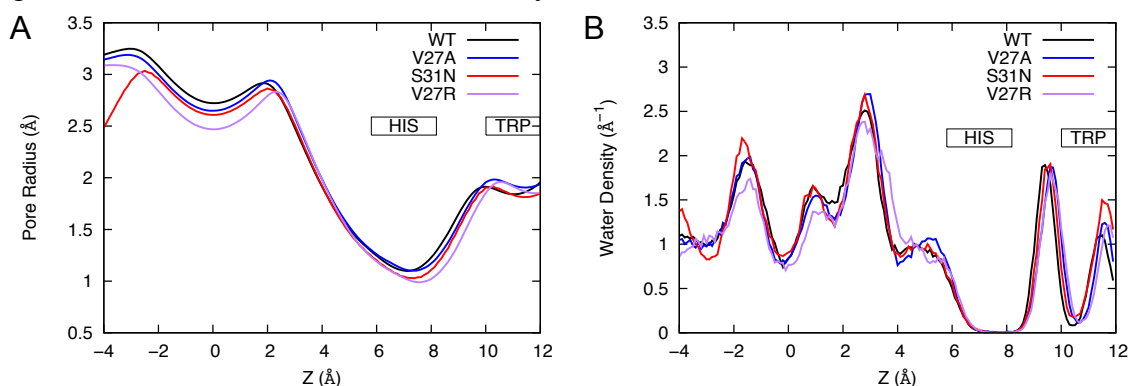 A
3.5
3
2.5
2
1.5
1
0.5
−4
−2
0
2
4
6
8
10
12
Pore Radius (Å)
Z (Å)
WT
V27A
S31N
V27R
HIS
TRP
B
3.5
3
2.5
2
1.5
1
0.5
0
−4
−2
0
2
4
6
8
10
12
Water Density (Å⁻¹)
Z (Å)
WT
V27A
S31N
V27R
HIS
TRP